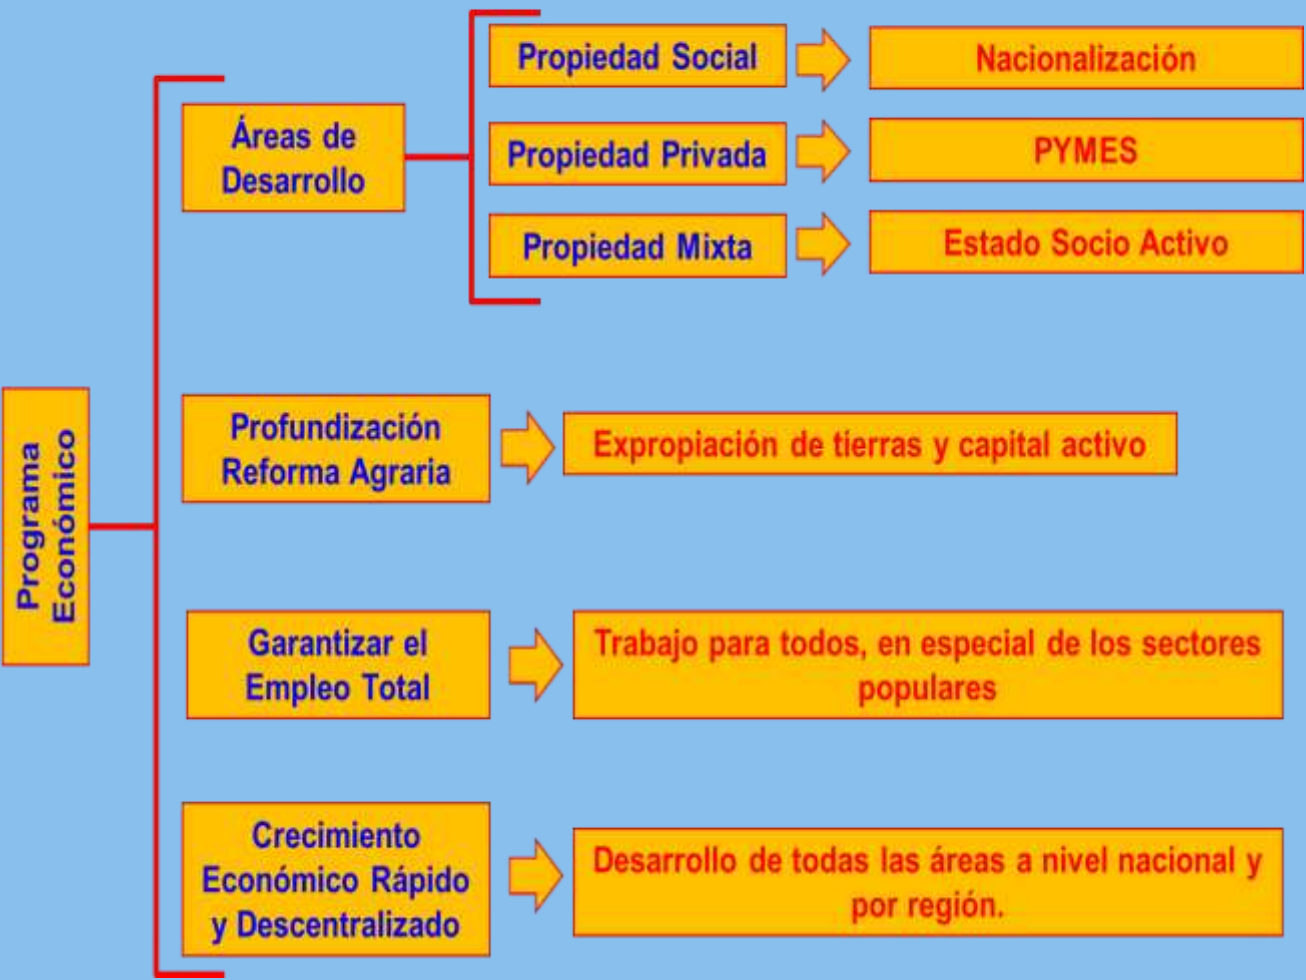 Programa
Económico
Áreas de
Desarrollo
Propiedad Social
Nacionalización
Propiedad Privada
PYMES
Propiedad Mixta
Estado Socio Activo
Profundización
Reforma Agraria
Expropiación de tierras y capital activo
Garantizar el
Empleo Total
Trabajo para todos, en especial de los sectores
populares
Crecimiento
Económico Rápido
y Descentralizado
Desarrollo de todas las áreas a nivel nacional y
por región.